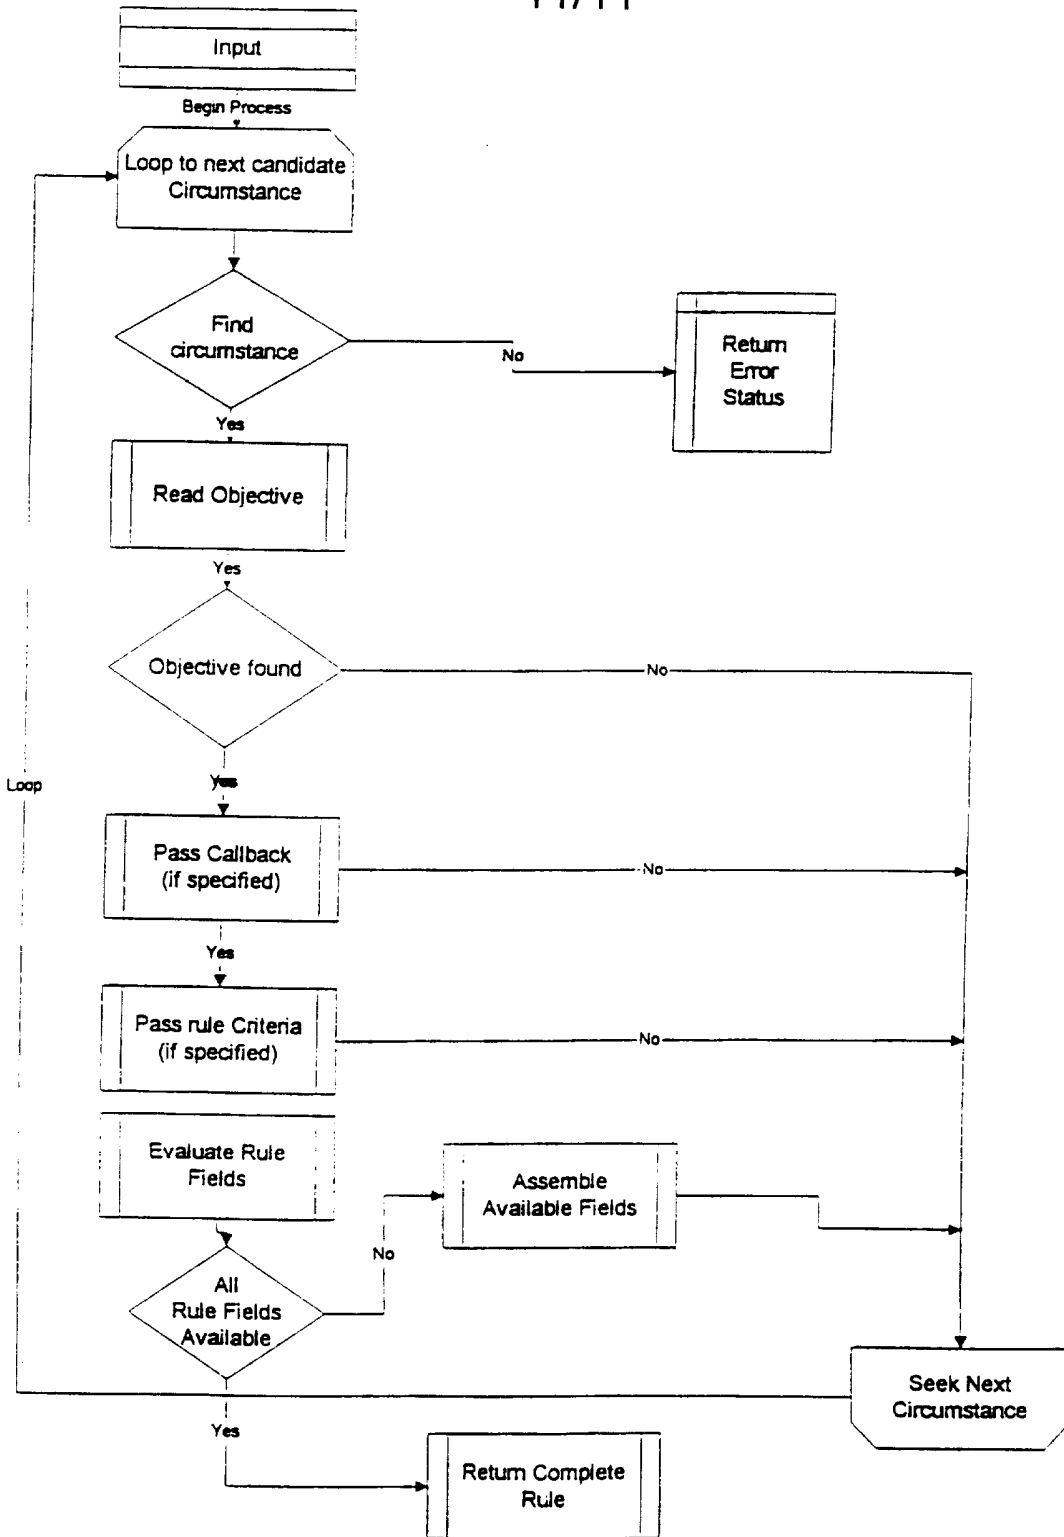 Input
Begin Process
Loop to next candidate
Circumstance
Find
circumstance
No
Return
Error
Status
Yes
Read Objective
Yes
Objective found
No
Yes
Loop
Pass Callback
(if specified)
No
Yes
Pass rule Criteria
(if specified)
No
Evaluate Rule
Fields
Assemble
Available Fields
No
All
Rule Fields
Available
Seek Next
Circumstance
Yes
Return Complete
Rule